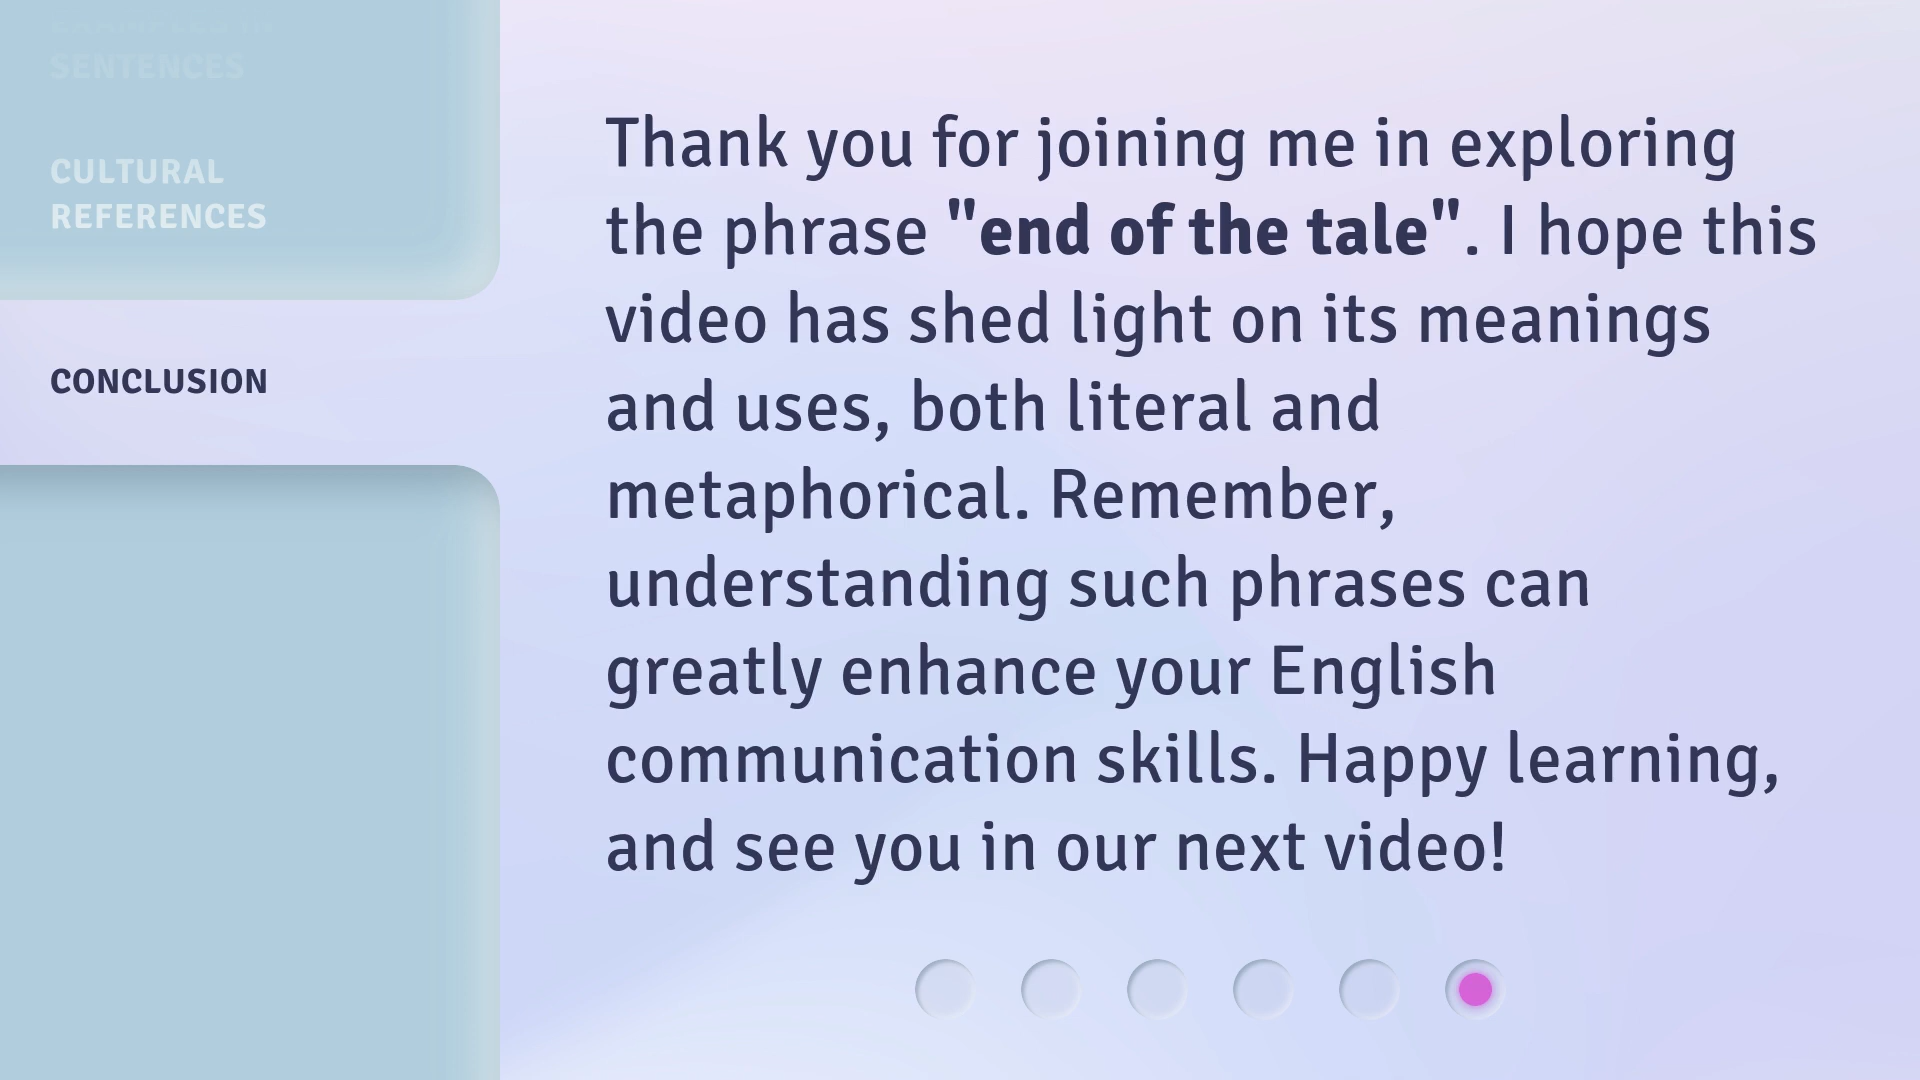 EXAMPLES IN
SENTENCES
CULTURAL
REFERENCES
CONCLUSION
Thank you for joining me in exploring
the phrase "end of the tale". I hope this
video has shed light on its meanings
and uses, both literal and
metaphorical. Remember,
understanding such phrases can
greatly enhance your English
communication skills. Happy learning,
and see you in our next video!